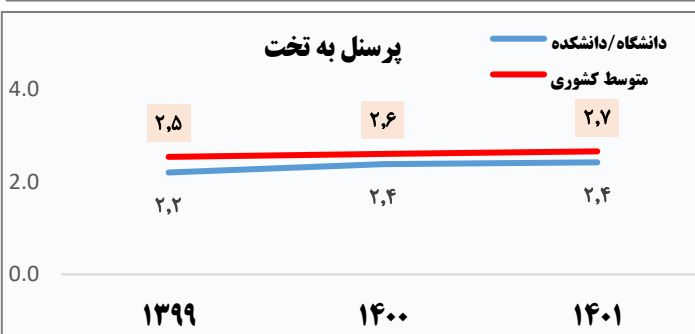 پرسنل به تخت
دانشگاه/دانشکده
متوسط کشوری
4.0
۲٫۵ ۲٫۶ ۲٫۷
2.0
۲٫۲ ۲٫۴ ۲٫۴
0.0
۱۳۹۹ ۱۴۰۰ ۱۴۰۱